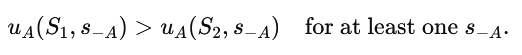 u_A(S_1, s_{-A}) > u_A(S_2, s_{-A})   for at least one s_{-A}.